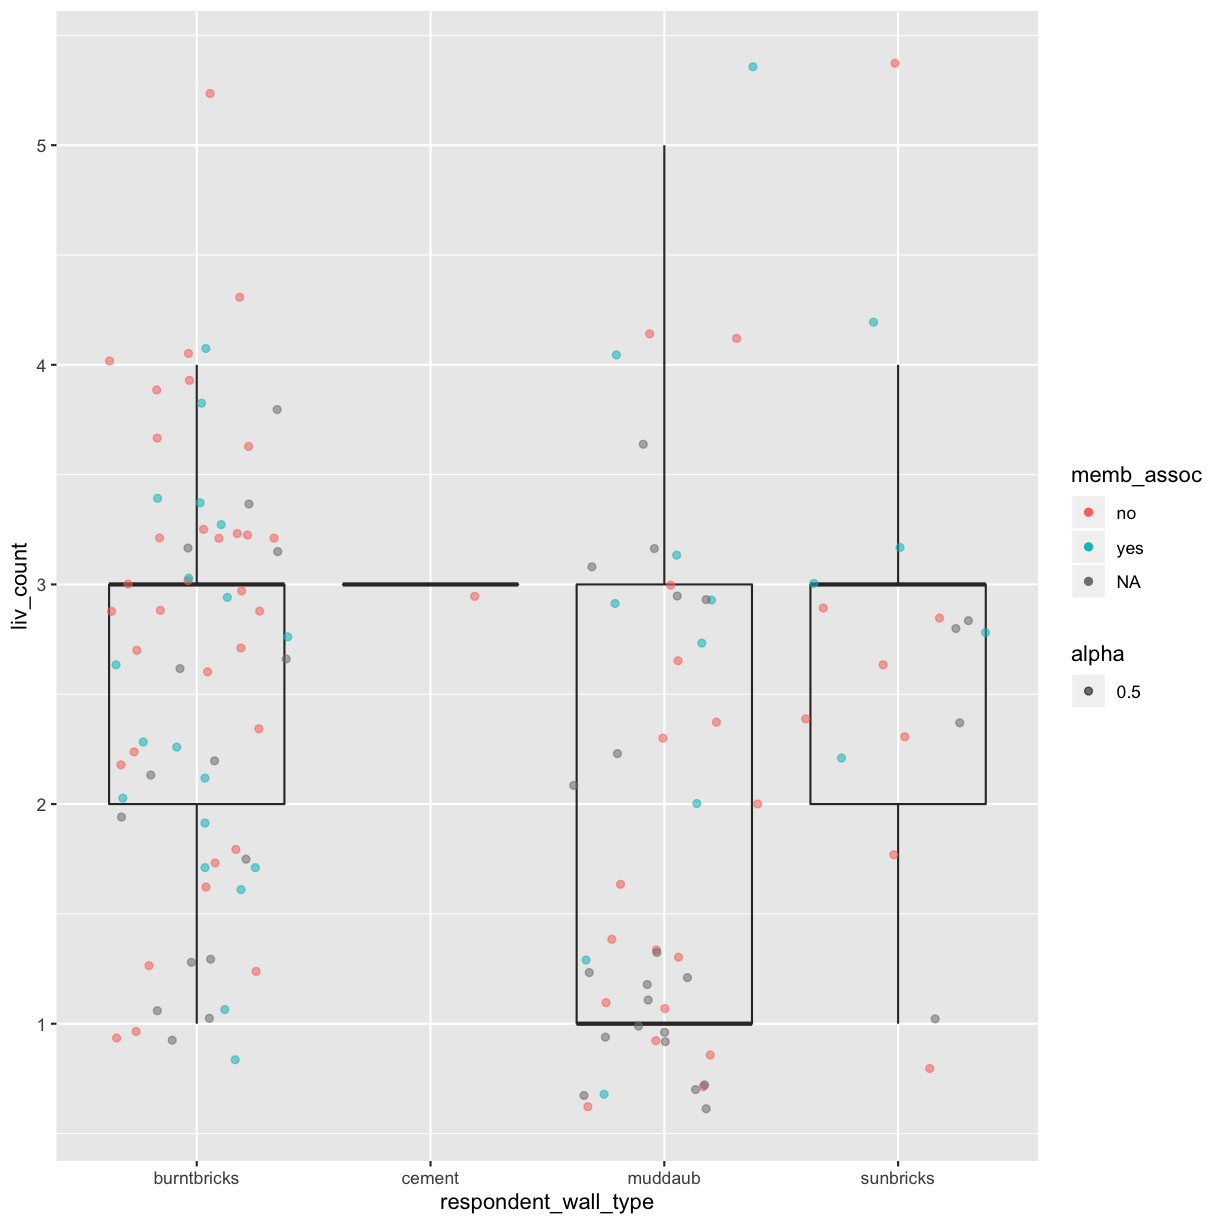 liv_count
5
4
3
2
1
burntbricks cement muddaub sunbricks
respondent_wall_type
memb_assoc
no
yes
NA
alpha
0.5